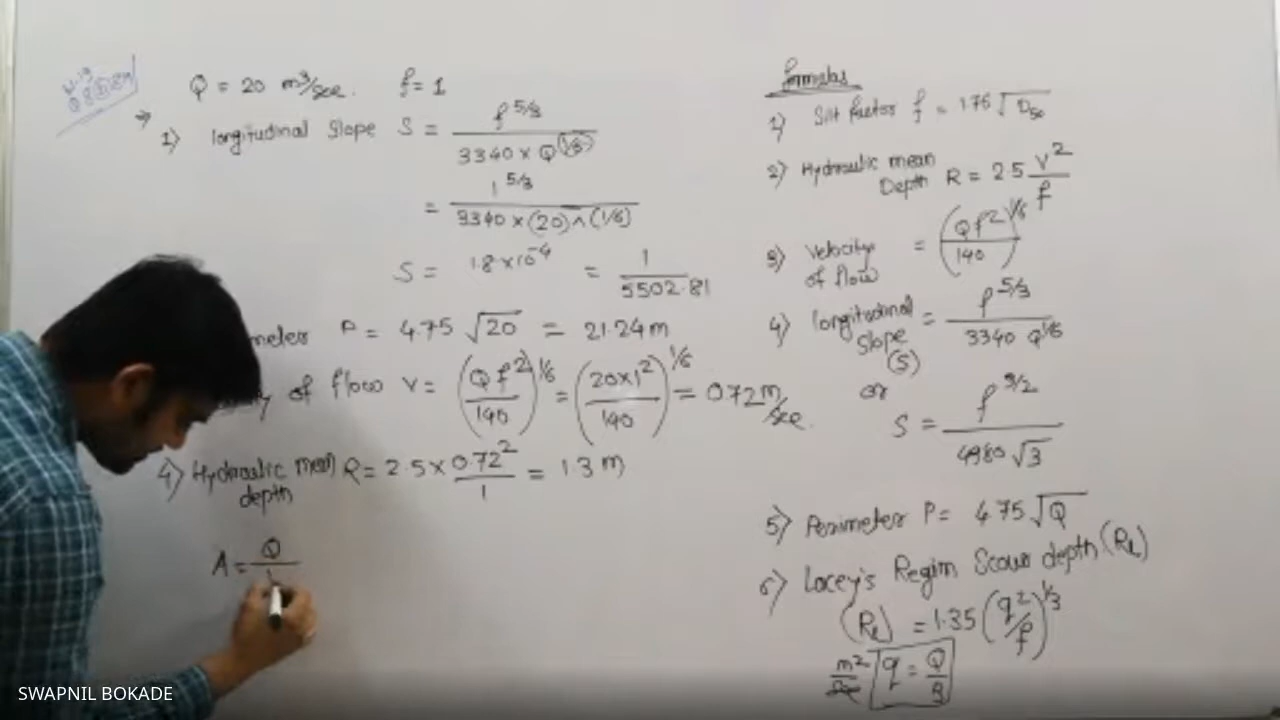 Q = 20 m³/sec. f = 1
1) longitudinal slope S = f^5/3 / 3340 × Q^(1/6)
= 1^5/3 / 3340 × (20)^(1/6)
S = 1.8 × 10^-4 = 1 / 5502.81
meter P = 4.75 √20 = 21.24 m
of flow V = (Q f² / 140)^1/6 = (20×1² / 140)^1/6 = 0.72 m/sec.
4) Hydraulic mean depth R = 2.5 × 0.72² / 1 = 1.3 m
A = Q
formulas
1) Silt factor f = 1.76 √D50
2) Hydraulic mean
Depth R = 2.5 V² / f
3) velocity of flow = (Q f² / 140)^1/6
4) longitudinal slope (S) = f^5/3 / 3340 Q^1/6
or
S = f^3/2 / 4980 √3
5) Perimeter P = 4.75 √Q
6) Lacey's Regim Scour depth (RL)
(RL) = 1.35 (q² / f)^1/3
q = Q / B
SWAPNIL BOKADE